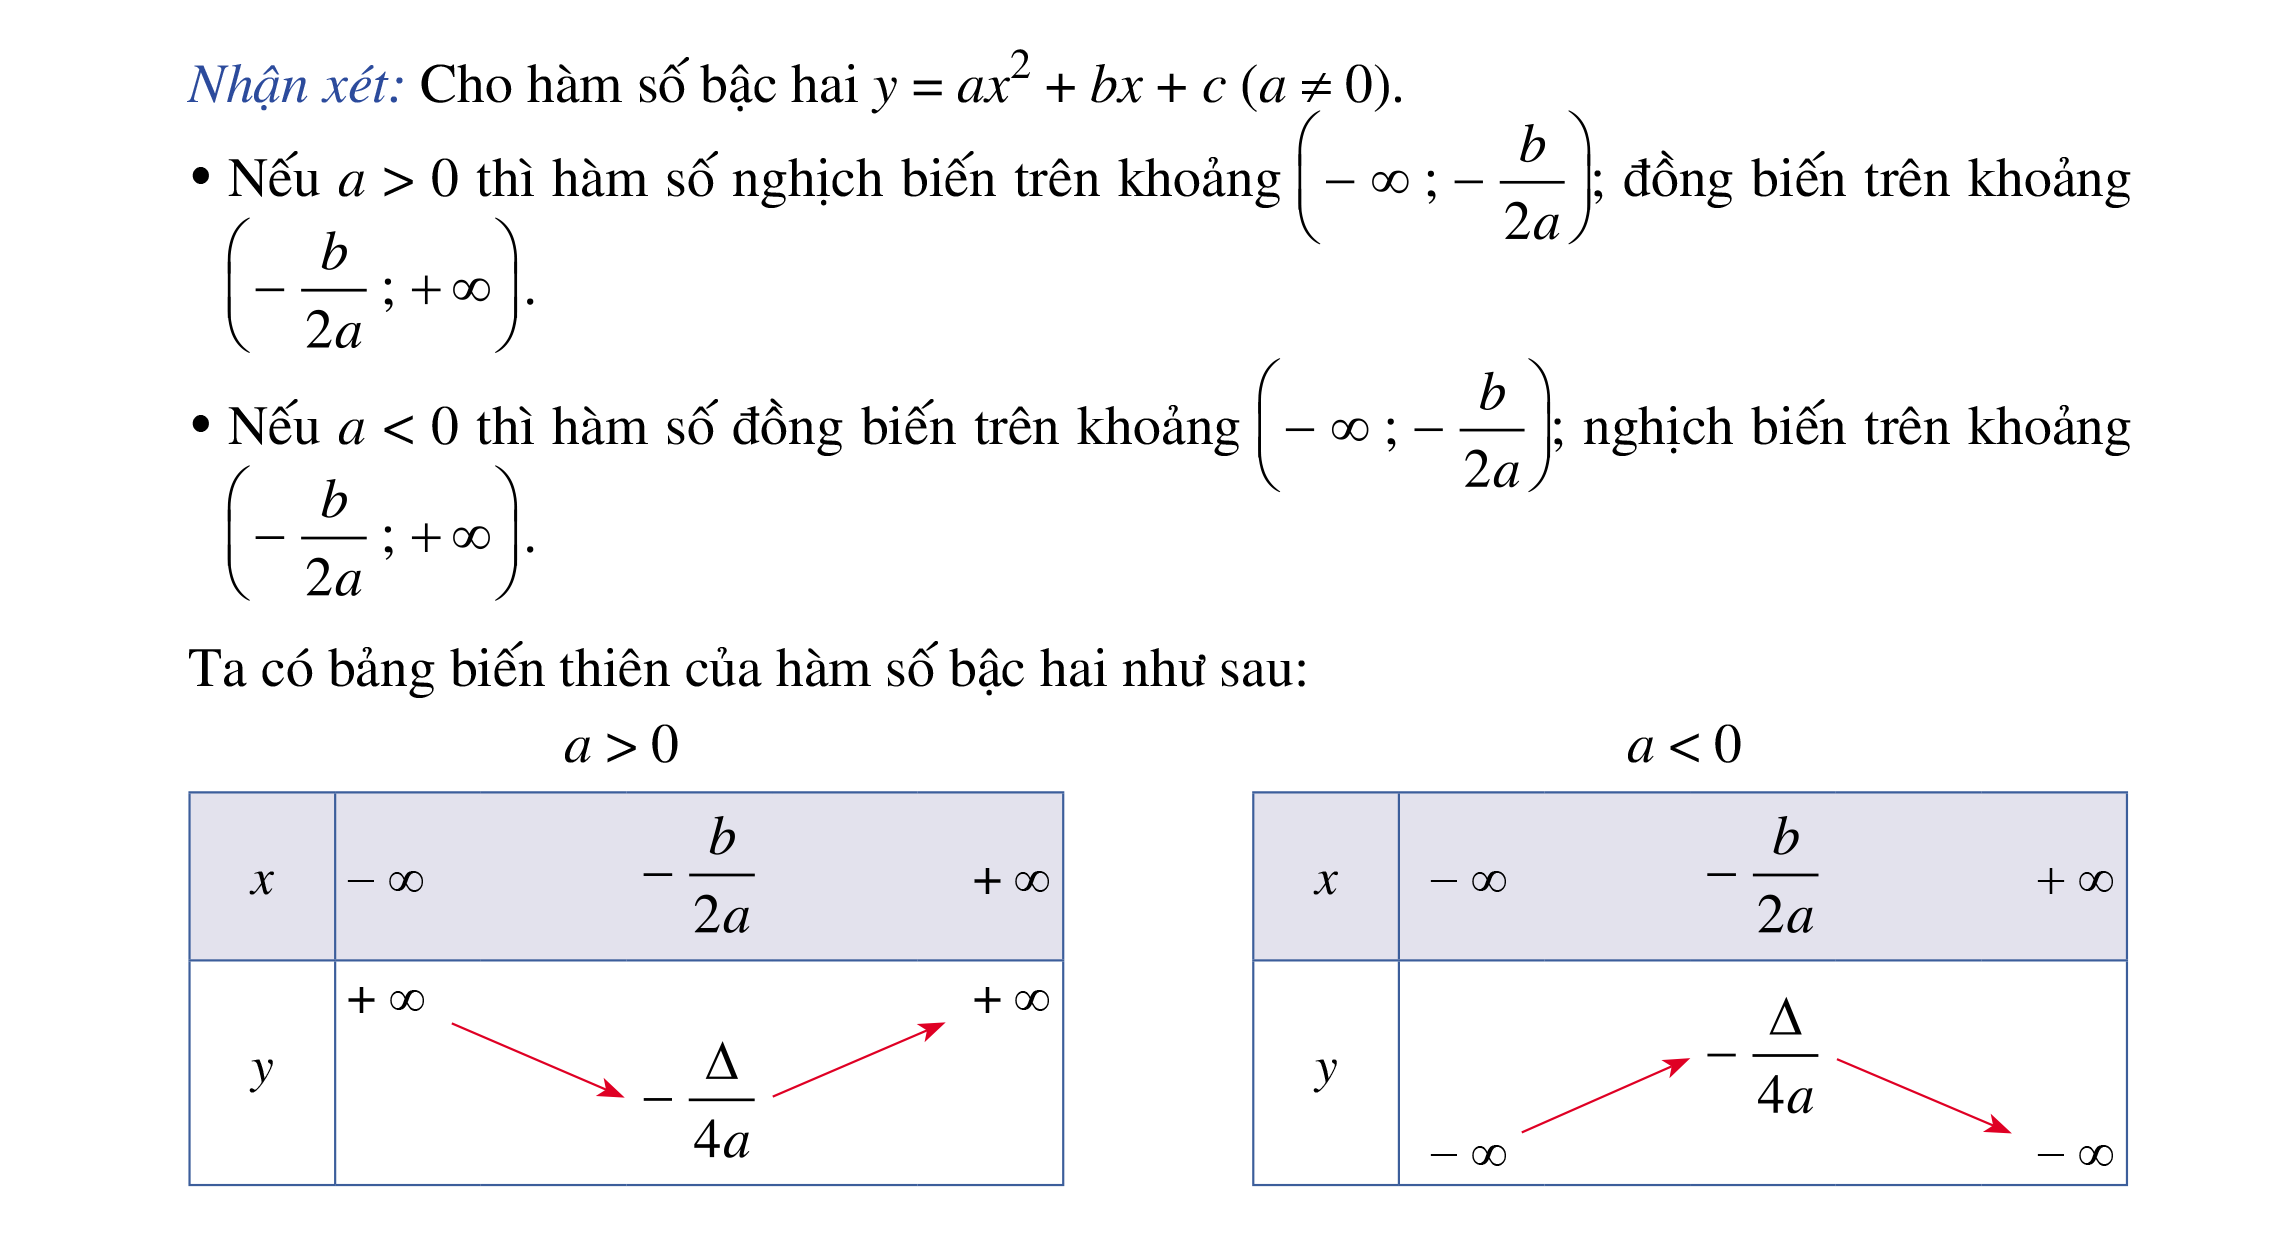 Nhận xét: Cho hàm số bậc hai y = ax² + bx + c (a ≠ 0).
• Nếu a > 0 thì hàm số nghịch biến trên khoảng (− ∞ ; − b/2a); đồng biến trên khoảng
(− b/2a ; + ∞).
• Nếu a < 0 thì hàm số đồng biến trên khoảng (− ∞ ; − b/2a); nghịch biến trên khoảng
(− b/2a ; + ∞).
Ta có bảng biến thiên của hàm số bậc hai như sau:
a > 0
x − ∞ − b/2a + ∞
y + ∞ − Δ/4a + ∞
a < 0
x − ∞ − b/2a + ∞
y − ∞ − Δ/4a − ∞